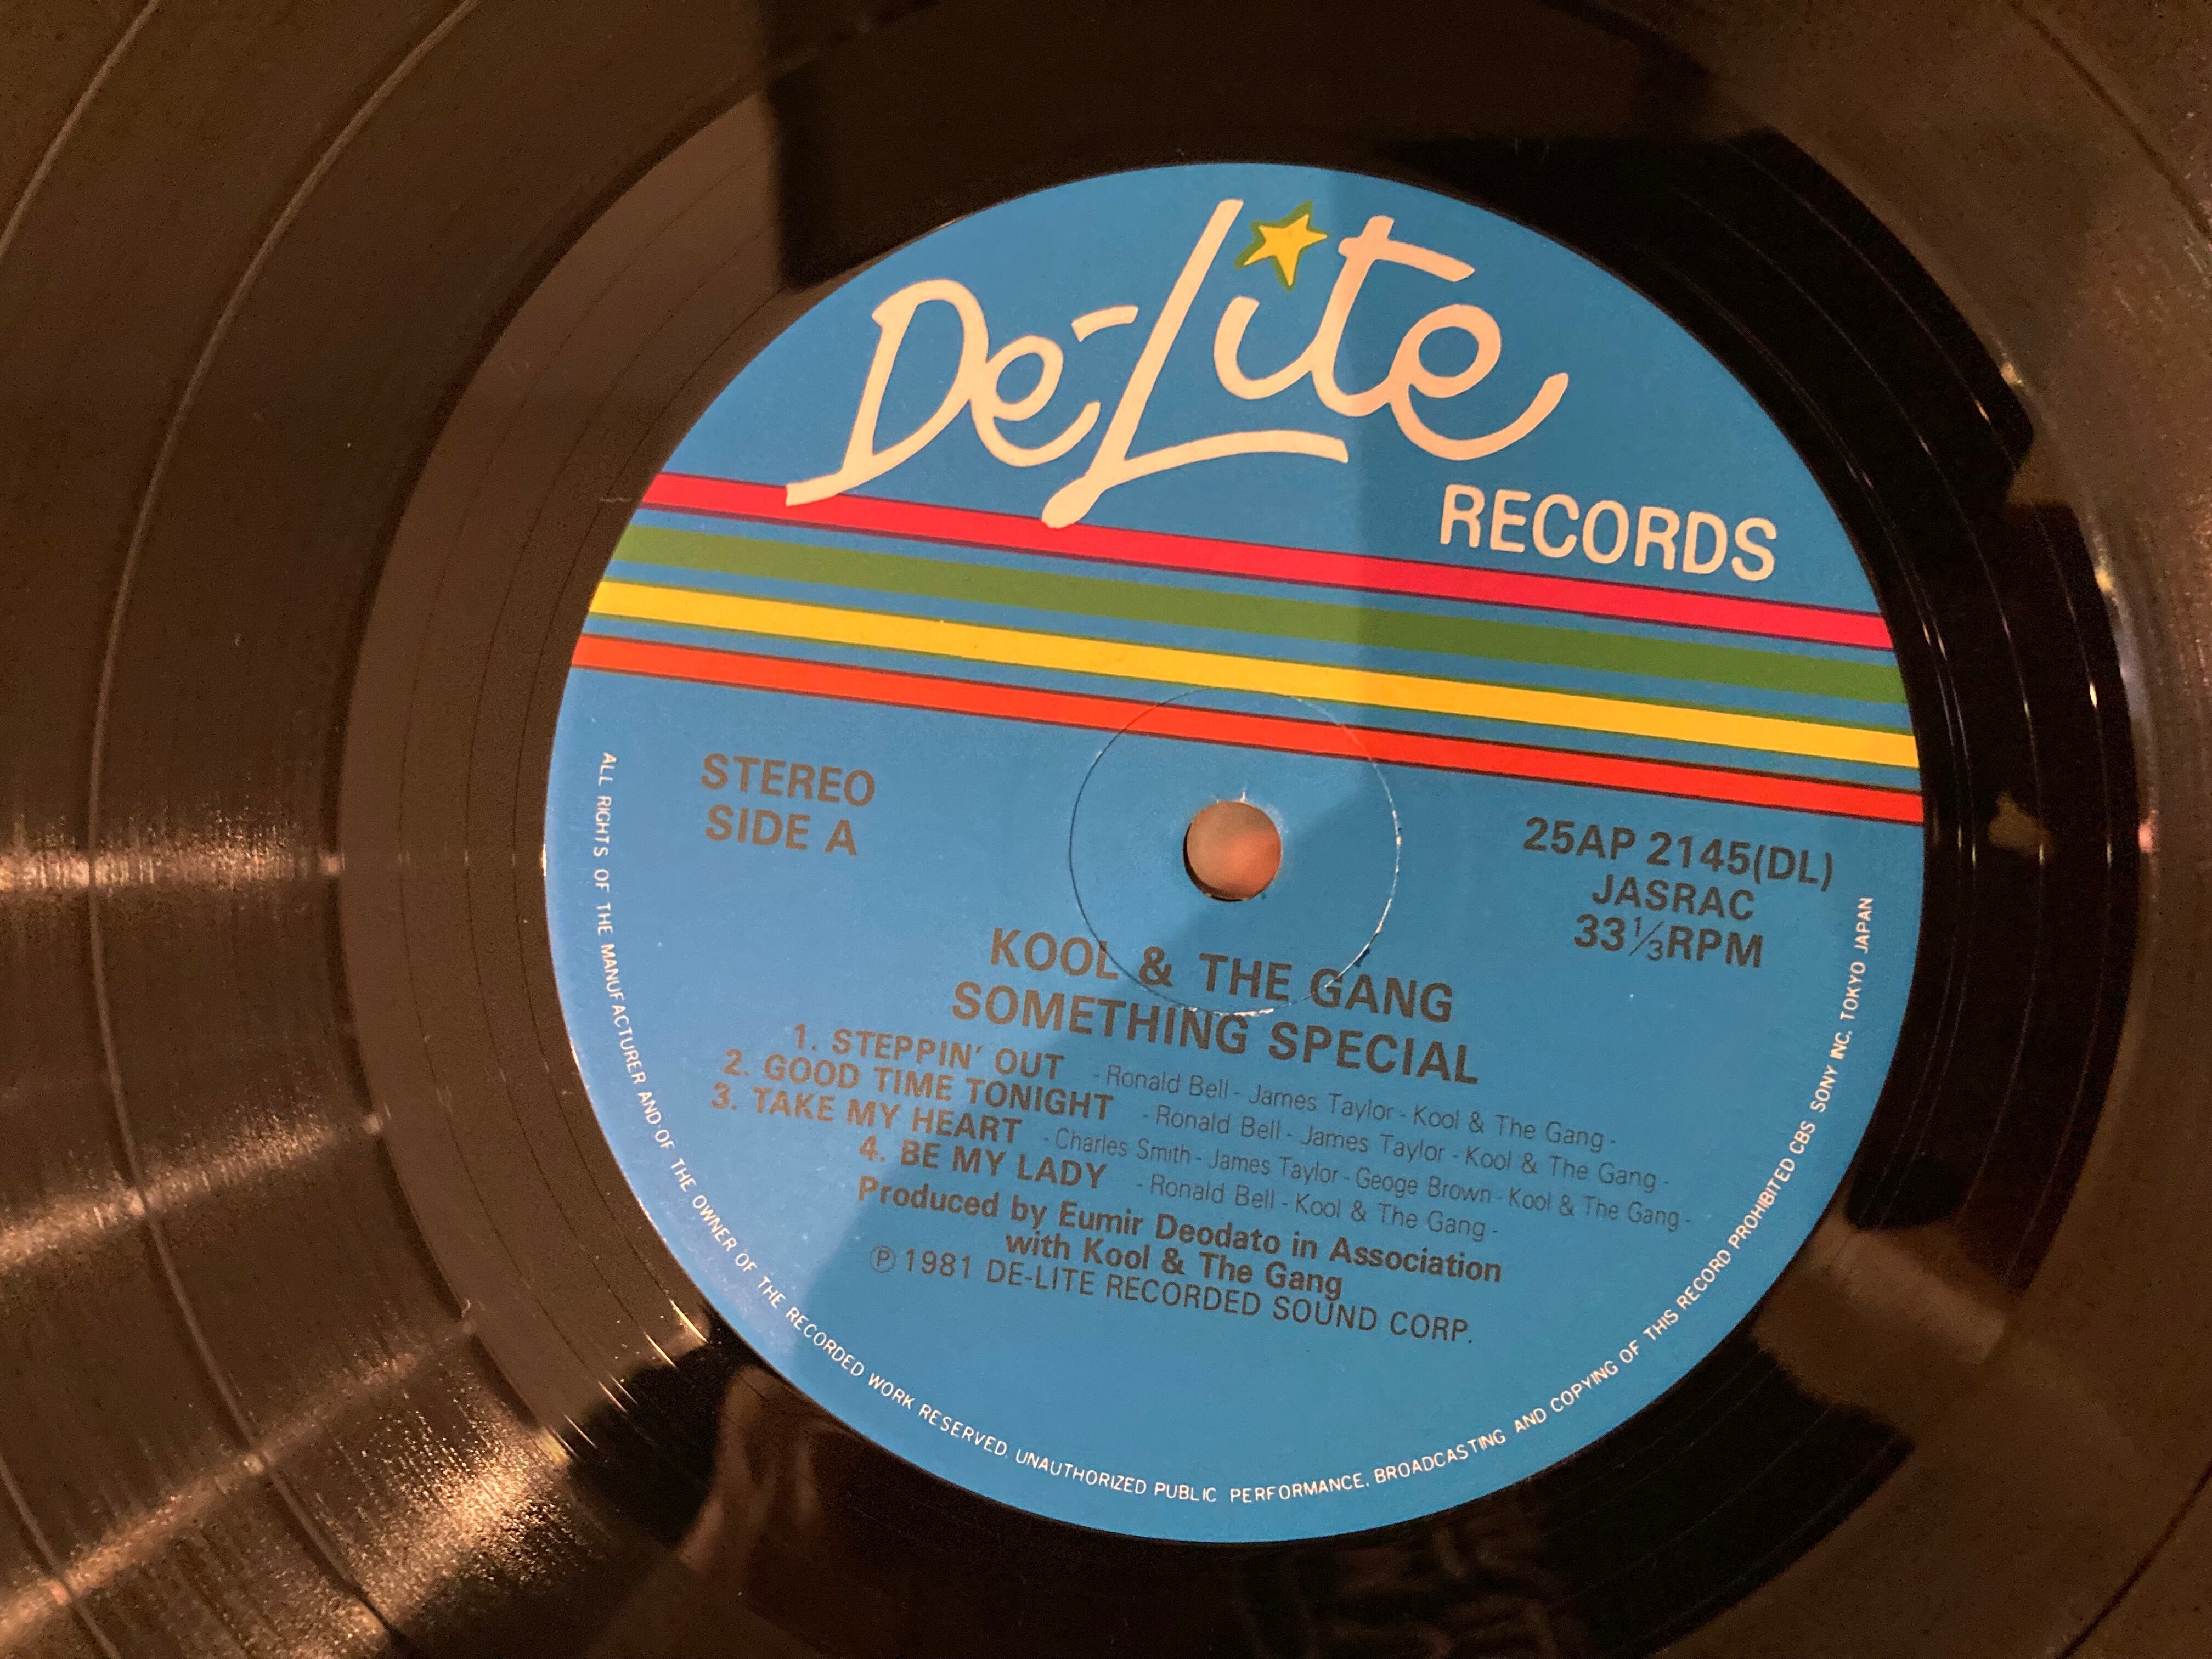 De-Lite
RECORDS
STEREO
SIDE A
25AP 2145(DL)
JASRAC
33⅓RPM
KOOL & THE GANG
SOMETHING SPECIAL
1. STEPPIN' OUT - Ronald Bell - James Taylor - Kool & The Gang -
2. GOOD TIME TONIGHT - Ronald Bell - James Taylor - Kool & The Gang -
3. TAKE MY HEART - Charles Smith - James Taylor - Geoge Brown - Kool & The Gang -
4. BE MY LADY - Ronald Bell - Kool & The Gang -
Produced by Eumir Deodato in Association
with Kool & The Gang
Ⓟ 1981 DE-LITE RECORDED SOUND CORP.
ALL RIGHTS OF THE MANUFACTURER AND OF THE OWNER OF THE RECORDED WORK RESERVED. UNAUTHORIZED PUBLIC PERFORMANCE, BROADCASTING AND COPYING OF THIS RECORD PROHIBITED CBS SONY INC. TOKYO JAPAN